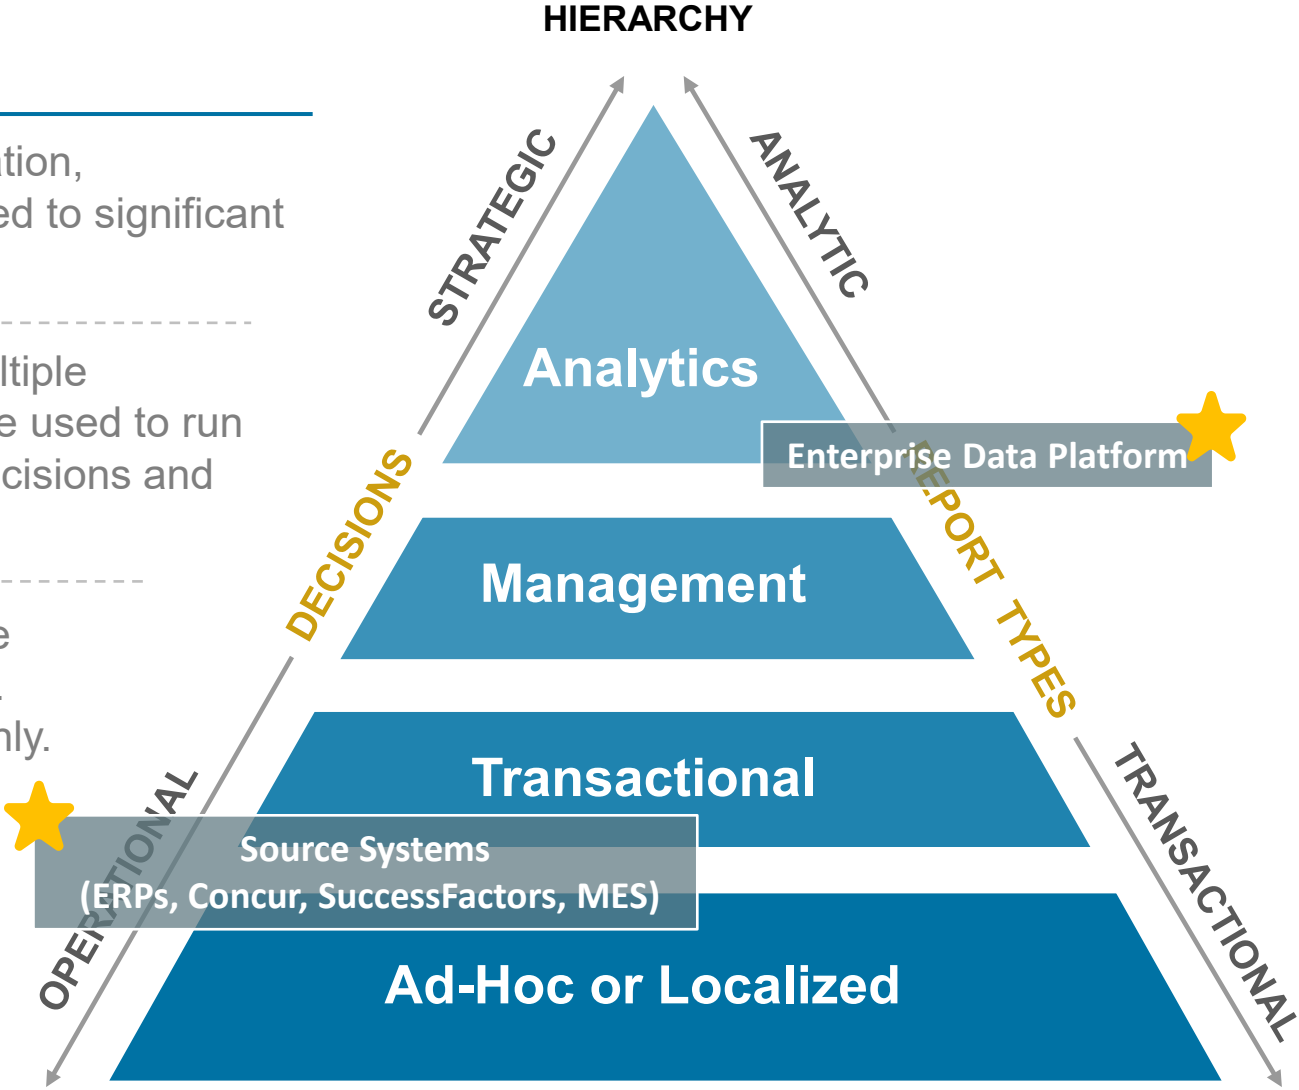 HIERARCHY
ation,
ed to significant
ltiple
e used to run
cisions and
e
.
nly.
STRATEGIC
DECISIONS
OPERATIONAL
ANALYTIC
REPORT TYPES
TRANSACTIONAL
Analytics
Enterprise Data Platform
Management
Transactional
Source Systems
(ERPs, Concur, SuccessFactors, MES)
Ad-Hoc or Localized